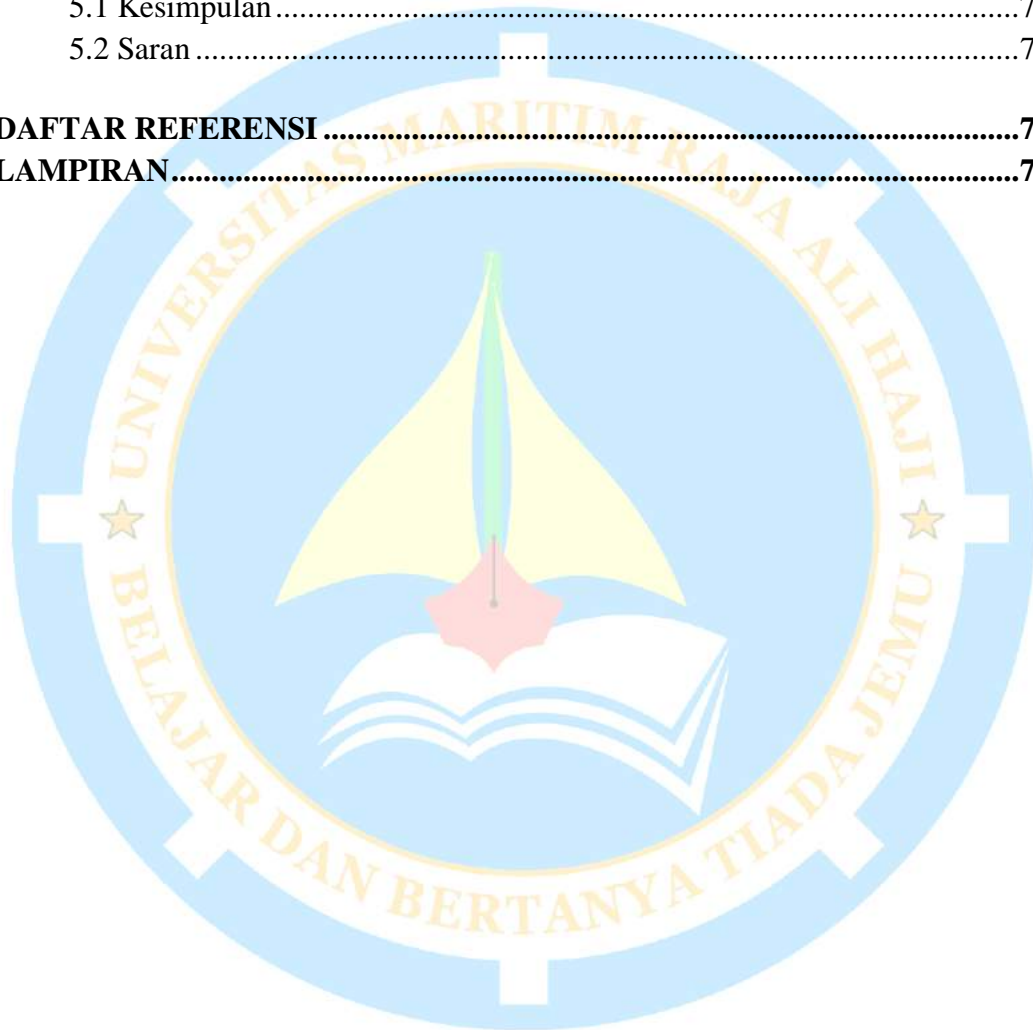 5.1 Kesimpulan..........................................................................................7
5.2 Saran ....................................................................................................7
DAFTAR REFERENSI....................................................................................7
LAMPIRAN.......................................................................................................7
UNIVERSITAS MARITIM RAJA ALI HAJI
BELAJAR DAN BERTANYA TIADA JEMU